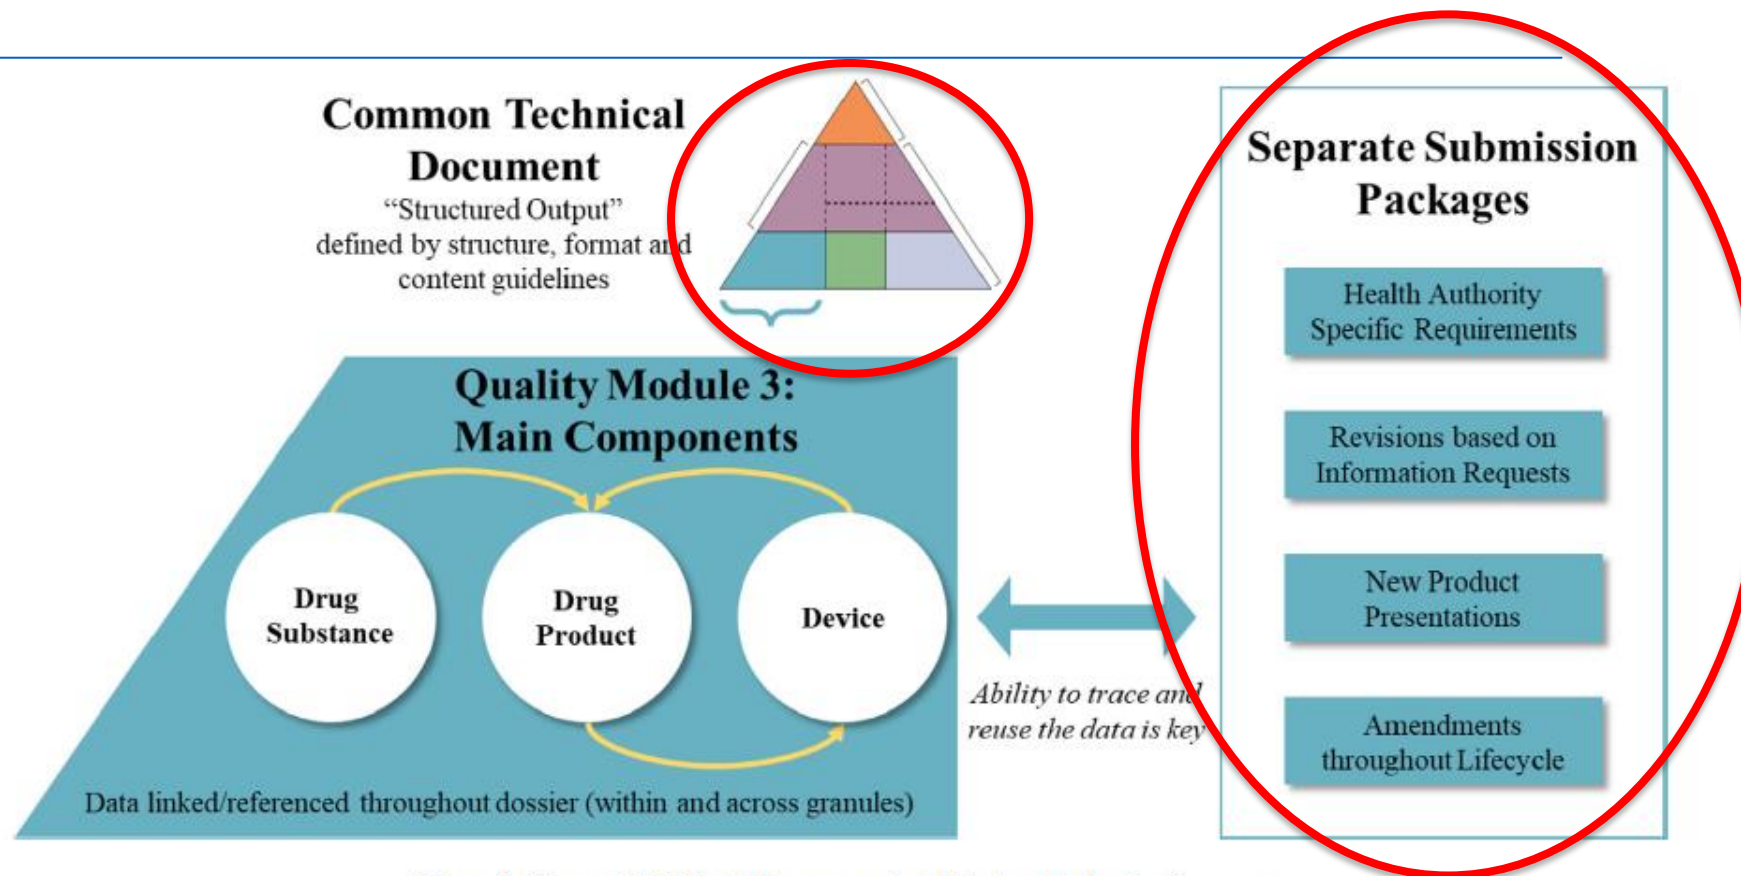 Common Technical
Document
“Structured Output”
defined by structure, format and
content guidelines
Separate Submission
Packages
Health Authority
Specific Requirements
Revisions based on
Information Requests
New Product
Presentations
Amendments
throughout Lifecycle
Quality Module 3:
Main Components
Drug
Substance
Drug
Product
Device
Ability to trace and
reuse the data is key
Data linked/referenced throughout dossier (within and across granules)